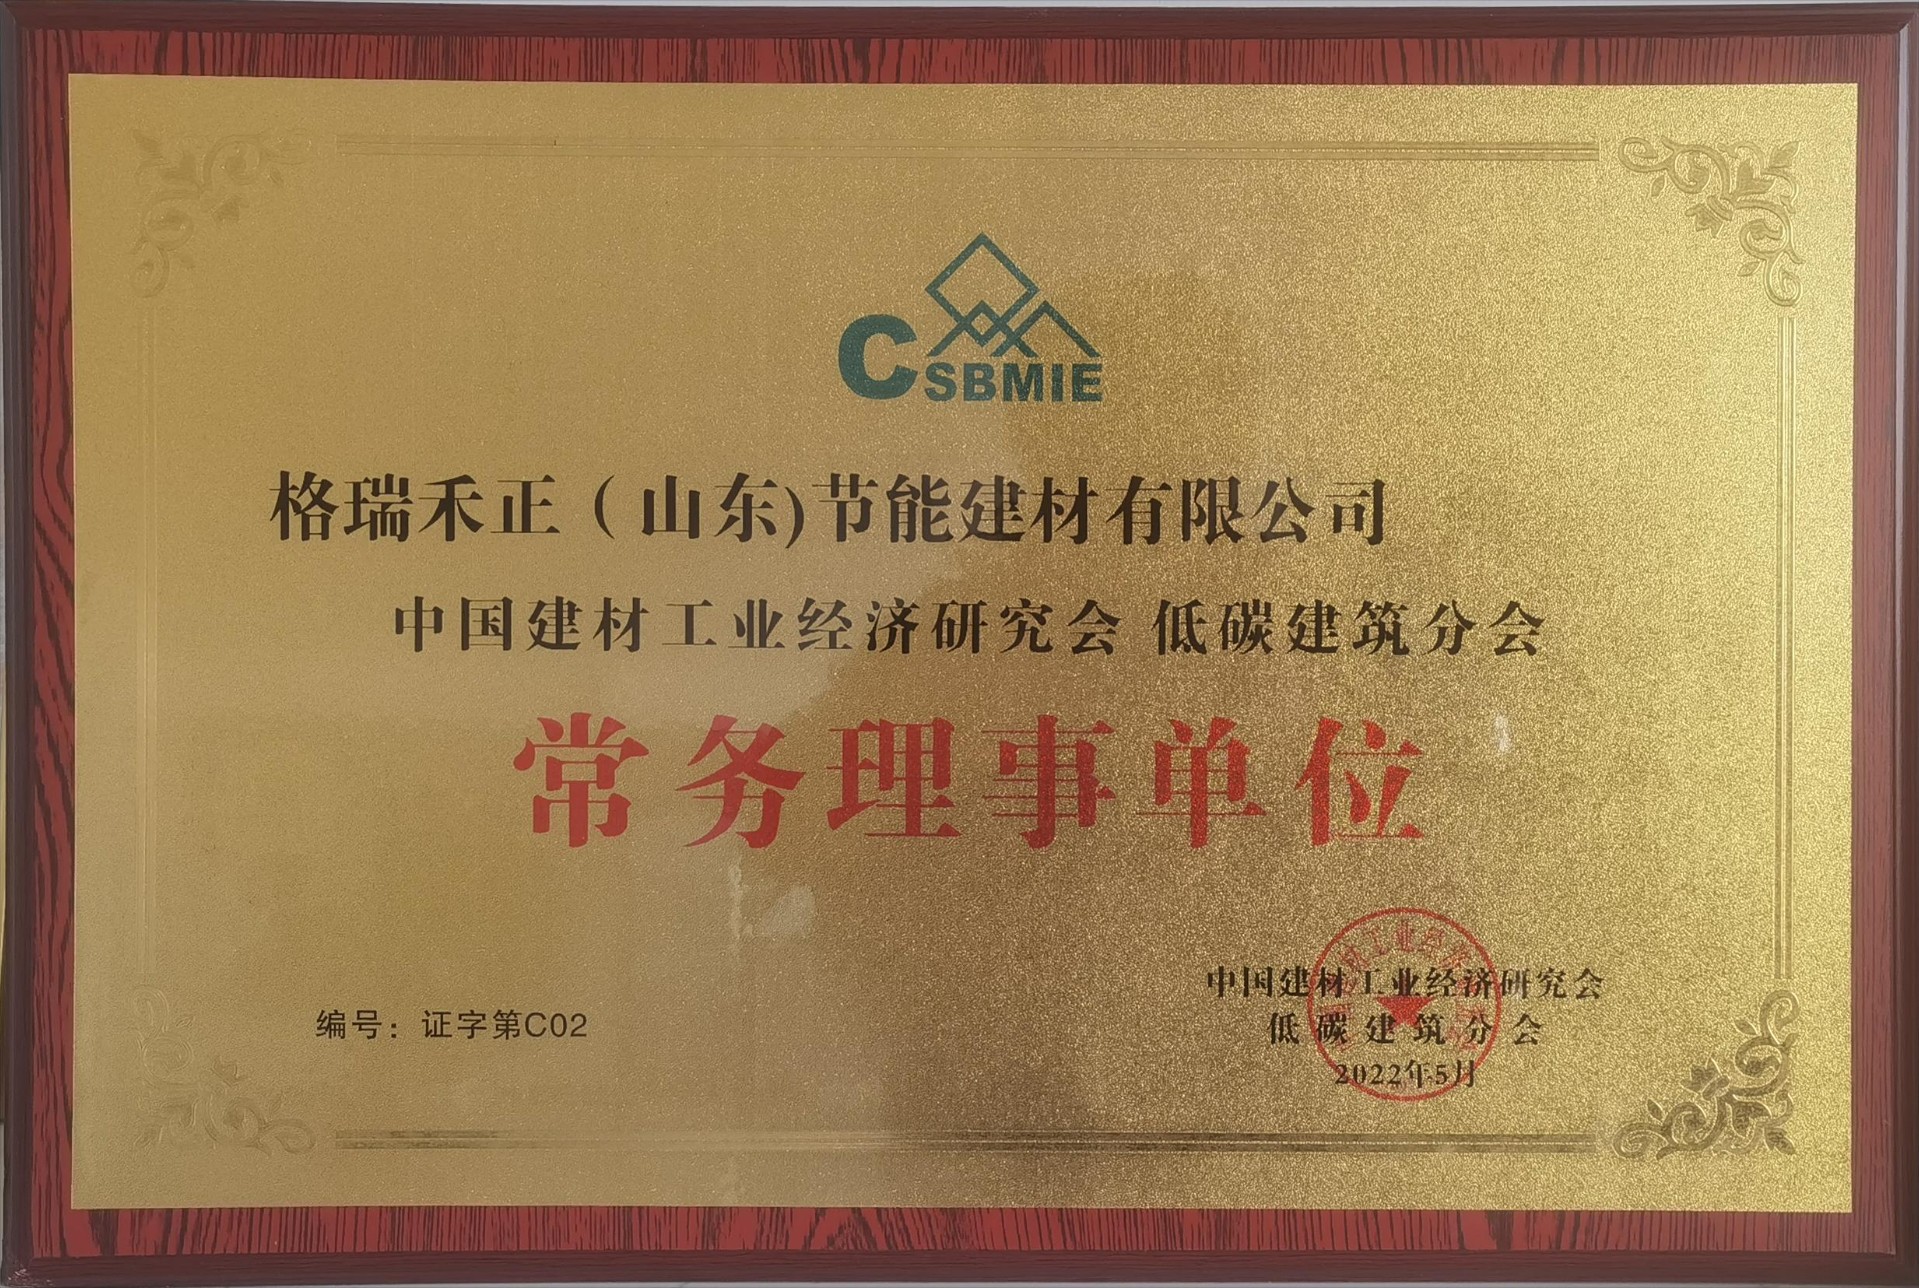 CSBMIE
格瑞禾正（山东)节能建材有限公司
中国建材工业经济研究会 低碳建筑分会
常务理事单位
编号：证字第C02
中国建材工业经济研究会
低碳建筑分会
2022年5月